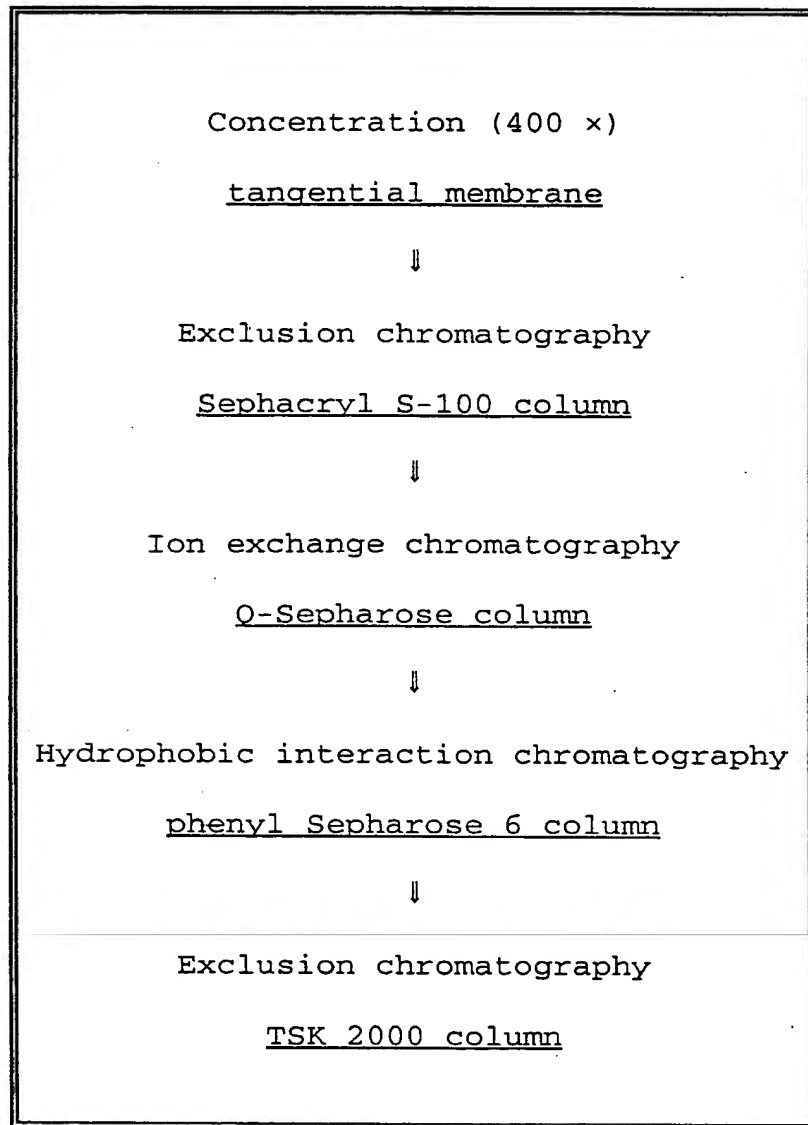 Concentration (400 ×)
tangential membrane
⇓
Exclusion chromatography
Sephacryl S-100 column
⇓
Ion exchange chromatography
Q-Sepharose column
⇓
Hydrophobic interaction chromatography
phenyl Sepharose 6 column
⇓
Exclusion chromatography
TSK 2000 column